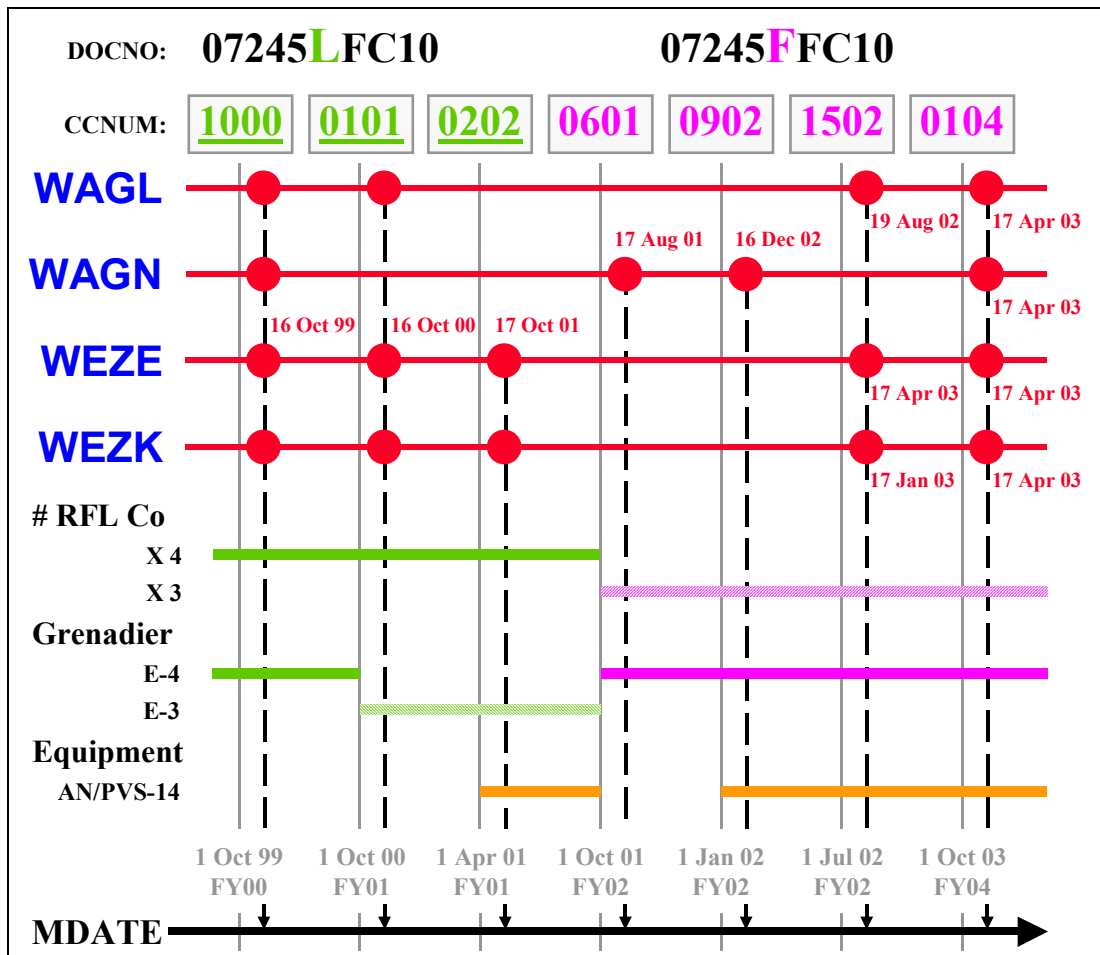 DOCNO: 07245LFC10 07245FFC10
CCNUM: 1000 0101 0202 0601 0902 1502 0104
WAGL
19 Aug 02 17 Apr 03
17 Aug 01 16 Dec 02
WAGN
17 Apr 03
16 Oct 99 16 Oct 00 17 Oct 01
WEZE
17 Apr 03 17 Apr 03
WEZK
17 Jan 03 17 Apr 03
# RFL Co
X 4
X 3
Grenadier
E-4
E-3
Equipment
AN/PVS-14
1 Oct 99 1 Oct 00 1 Apr 01 1 Oct 01 1 Jan 02 1 Jul 02 1 Oct 03
FY00 FY01 FY01 FY02 FY02 FY02 FY04
MDATE